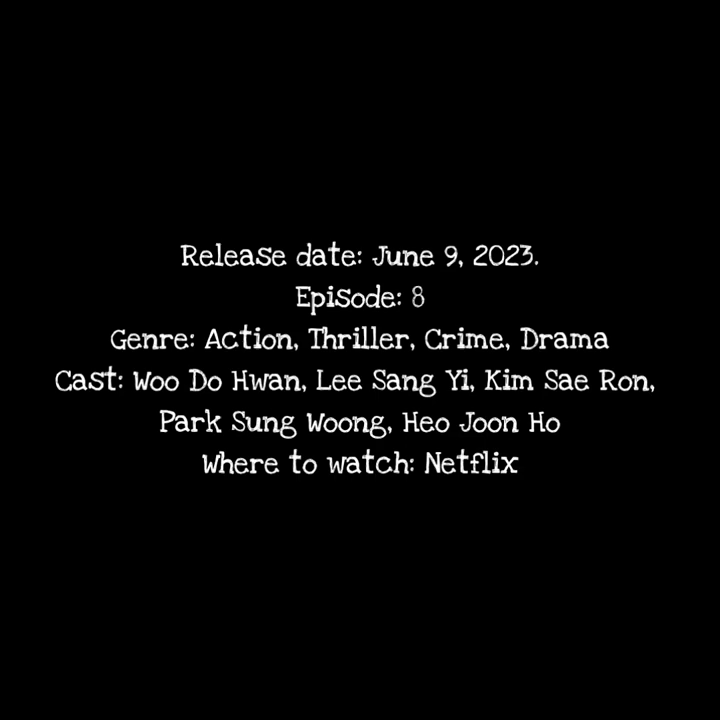 Release date: June 9, 2023.
Episode: 8
Genre: Action, Thriller, Crime, Drama
Cast: Woo Do Hwan, Lee Sang Yi, Kim Sae Ron,
Park Sung Woong, Heo Joon Ho
Where to watch: Netflix